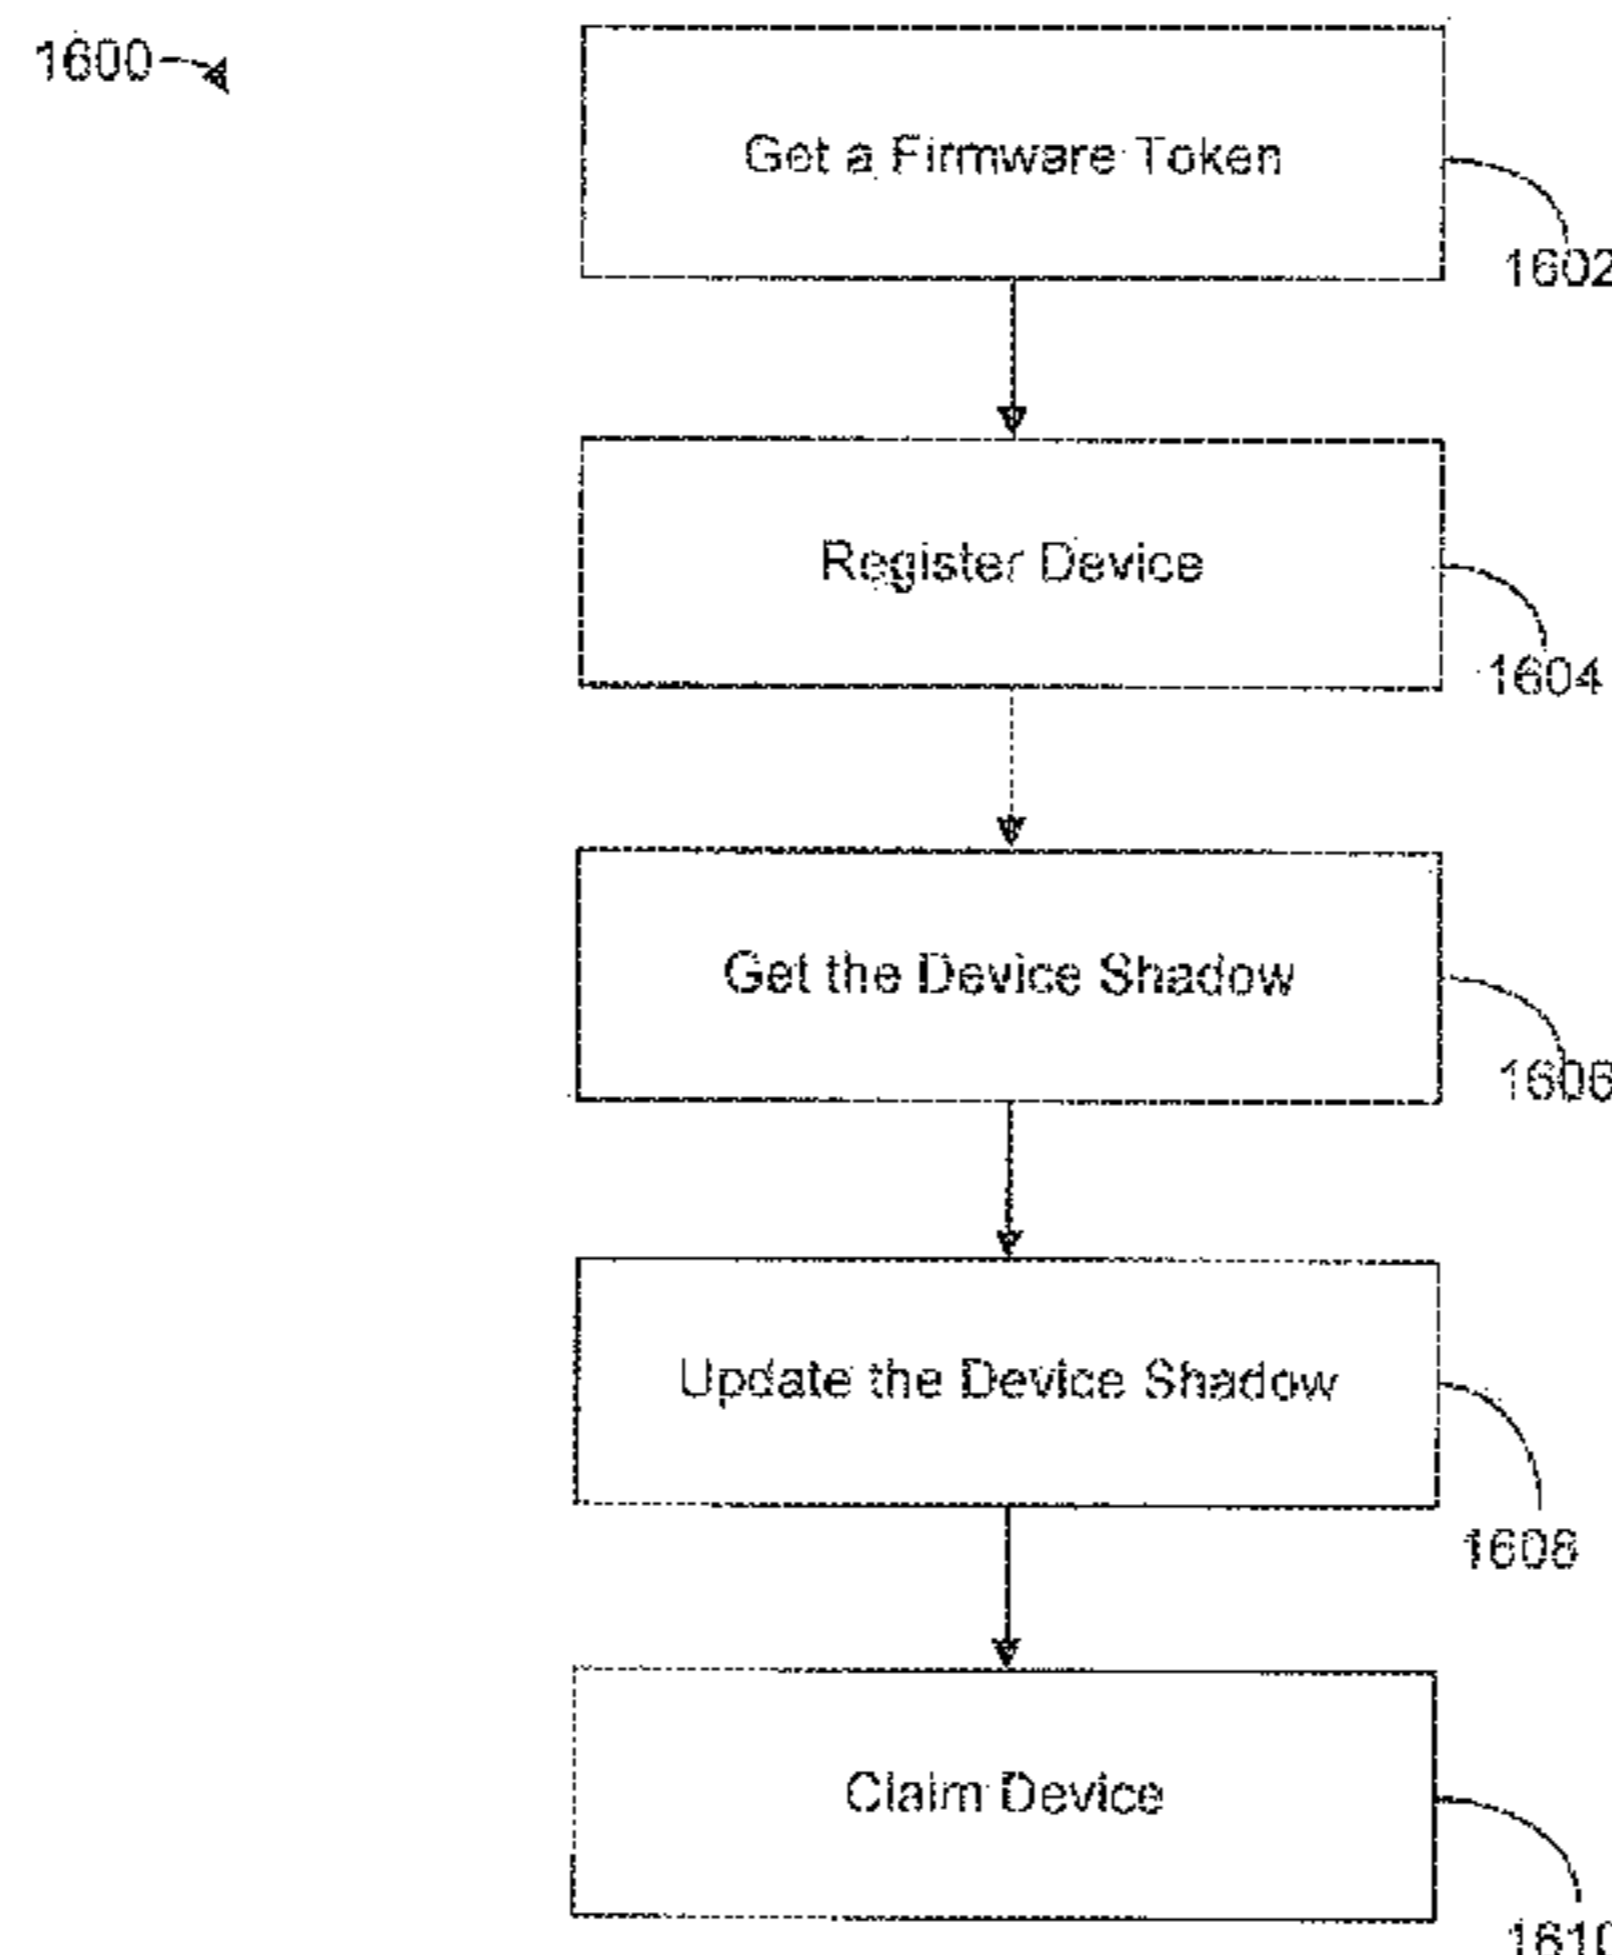 1600
Get a Firmware Token
1602
Register Device
1604
Get the Device Shadow
1606
Update the Device Shadow
1608
Claim Device
1610